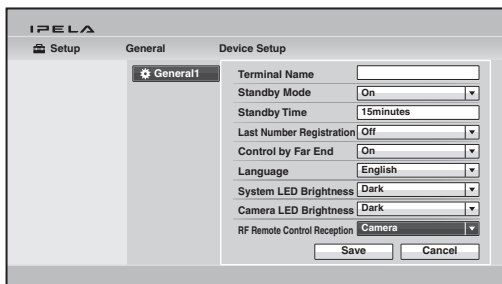 IPELA
Setup General Device Setup
General1
Terminal Name
Standby Mode On
Standby Time 15minutes
Last Number Registration Off
Control by Far End On
Language English
System LED Brightness Dark
Camera LED Brightness Dark
RF Remote Control Reception Camera
Save Cancel